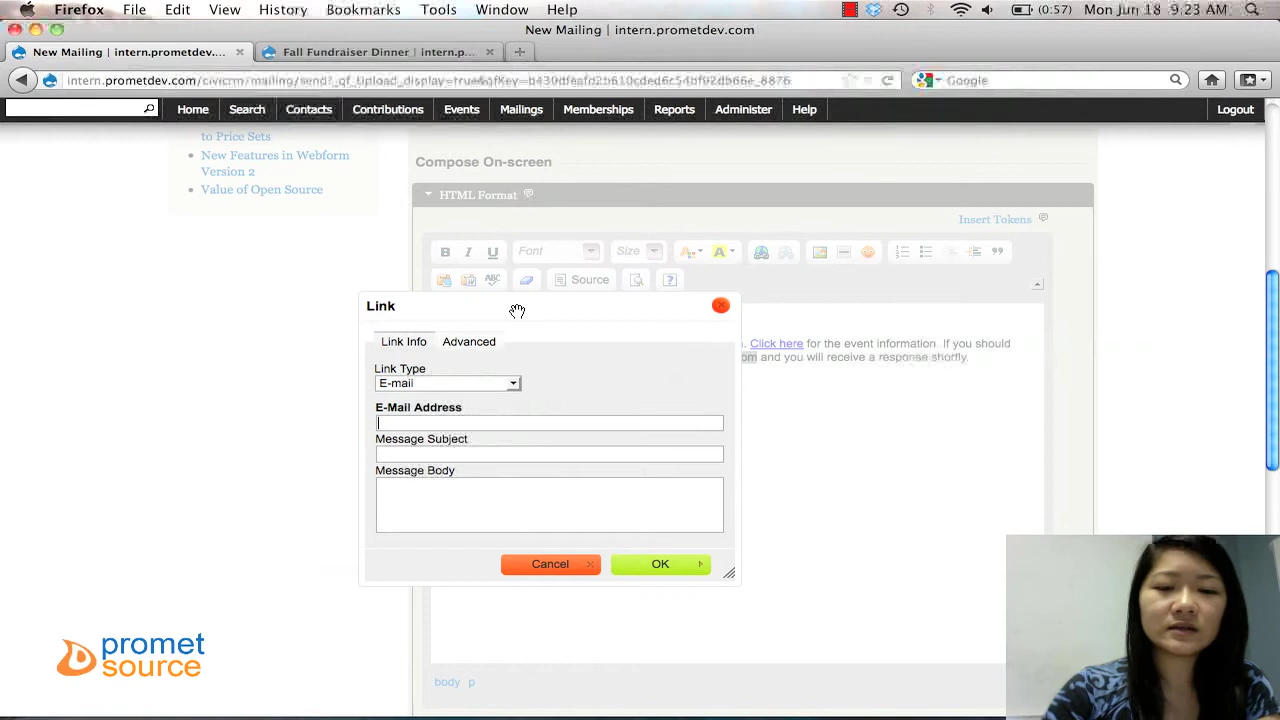 Firefox File Edit View History Bookmarks Tools Window Help (0:57) Mon Jun 18 9:23 AM
New Mailing | intern.prometdev.org
New Mailing | intern.prometdev.... Fall Fundraiser Dinner | intern.p...
Google
Home Search Contacts Contributions Events Mailings Memberships Reports Administer Help Logout
to Price Sets
New Features in Webform
Version 2
Value of Open Source
Compose On-screen
HTML Format
Insert Tokens
B I U Font Size
ABC Source
Link
Link Info Advanced
. Click here for the event information. If you should
om and you will receive a response shortly.
Link Type
E-mail
E-Mail Address
Message Subject
Message Body
Cancel OK
body p
promet
source